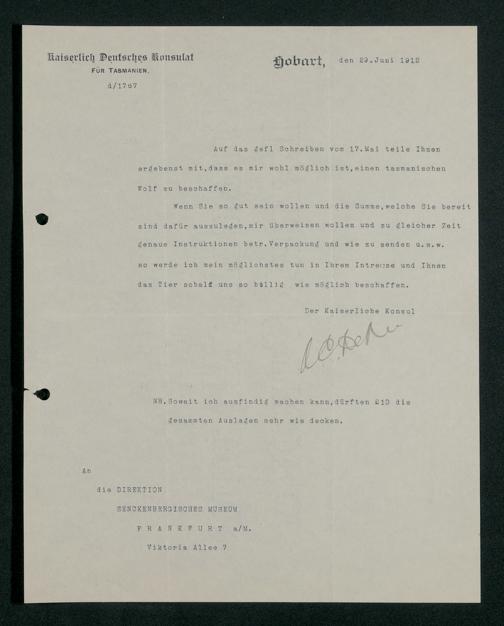 Kaiserlich Deutsches Konsulat
FÜR TASMANIEN.
d/1767
Hobart, den 29.Juni 1912
Auf das gefl Schreiben vom 17.Mai teile Ihnen
ergebenst mit,dass es mir wohl möglich ist,einen tasmanischen
Wolf zu beschaffen.
Wenn Sie so gut sein wollen und die Summe,welche Sie bereit
sind dafür auszulegen,mir überweisen wollen und zu gleicher Zeit
genaue Instruktionen betr.Verpackung und wie zu senden u.s.w.
so werde ich mein möglichstes tun in Ihrem Intresse und Ihnen
das Tier so billig wie möglich beschaffen.
Der Kaiserliche Konsul
NB.Soweit ich ausfindig machen kann,dürften £10 die
gesammten Auslagen mehr wie decken.
An
die DIREKTION
SENCKENBERGISCHES MUSEUM
FRANKFURT a/M.
Viktoria Allee 7